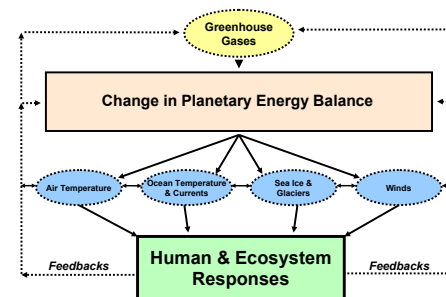 Greenhouse
Gases
Change in Planetary Energy Balance
Air Temperature
Ocean Temperature
& Currents
Sea Ice &
Glaciers
Winds
Human & Ecosystem
Responses
Feedbacks
Feedbacks